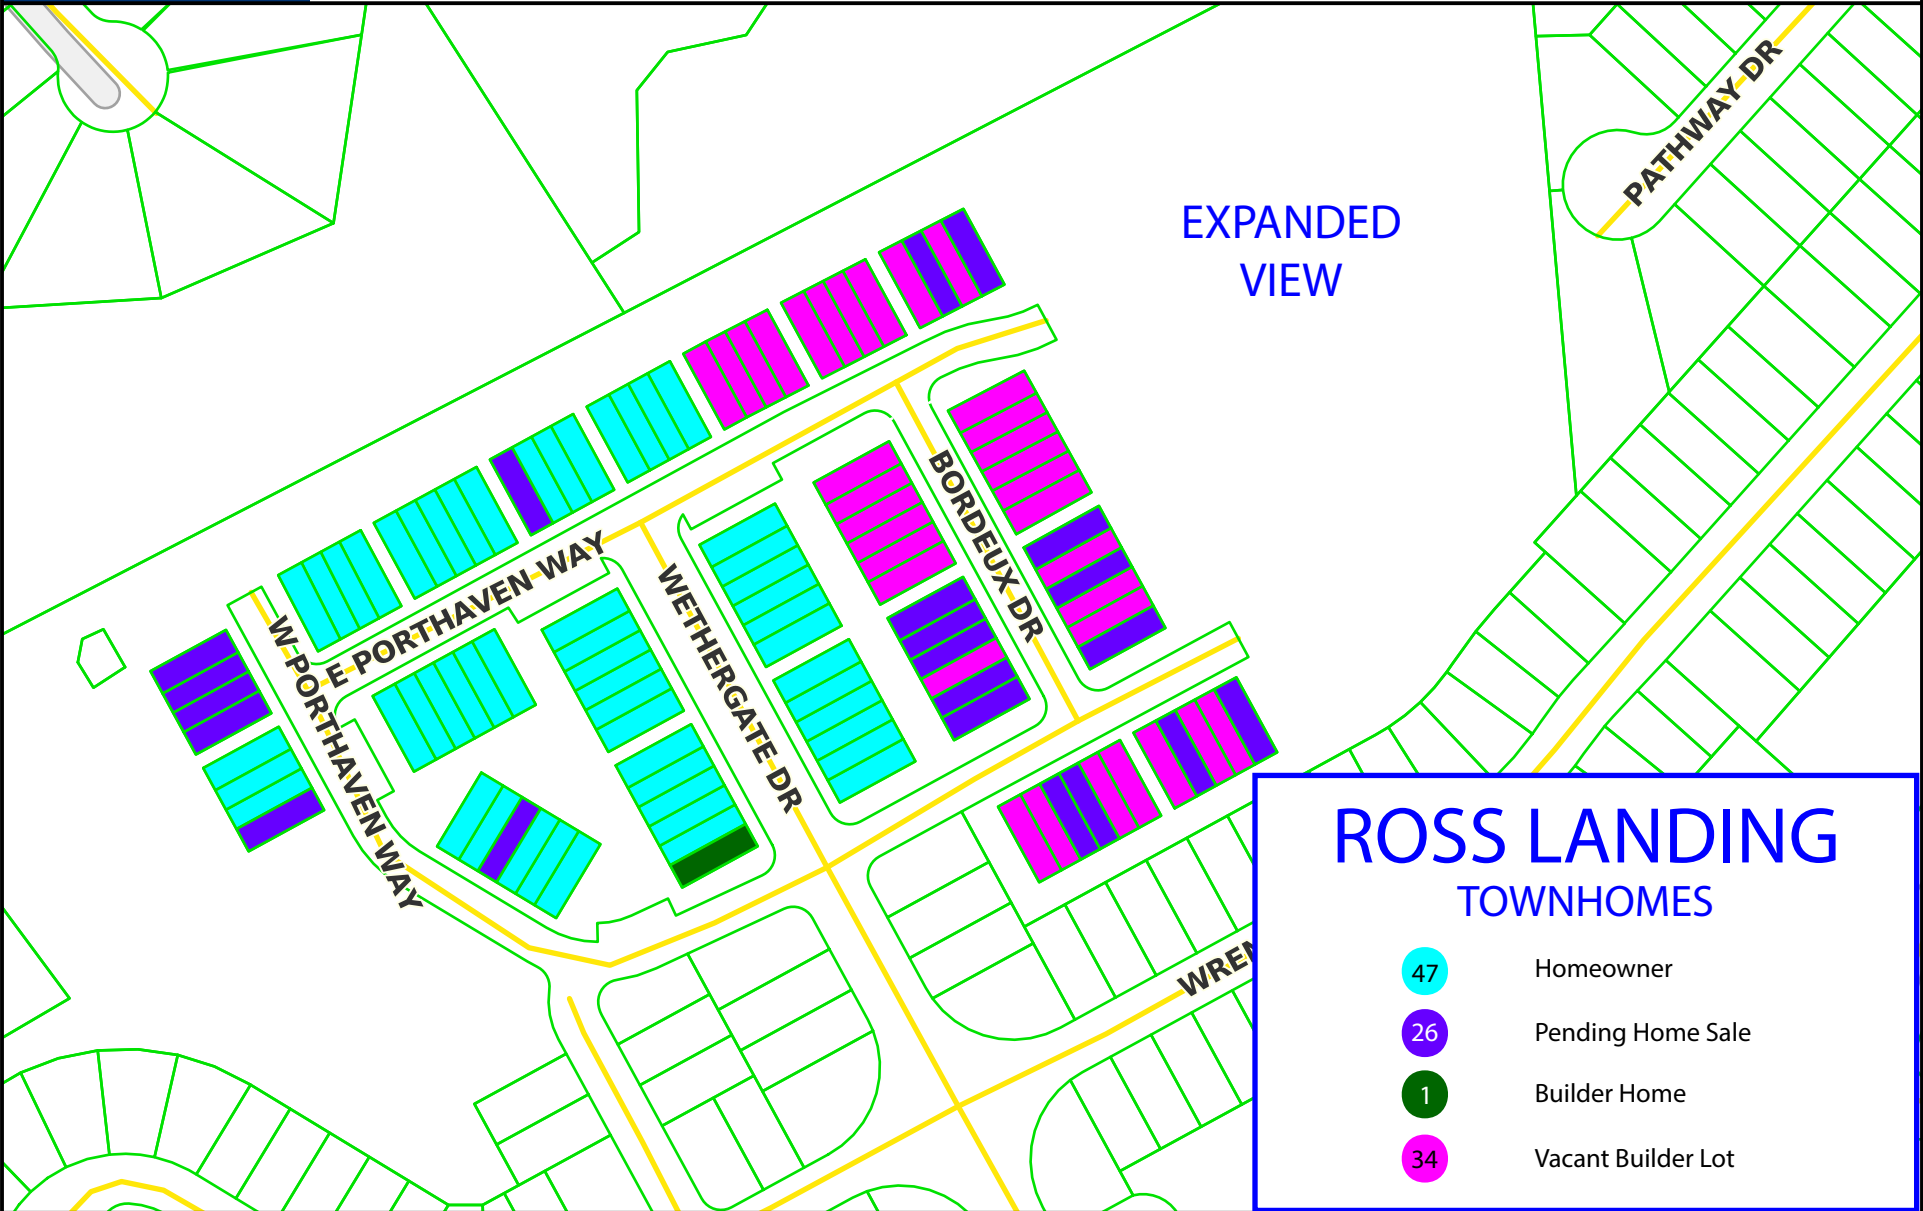 PATHWAY DR
EXPANDED
VIEW
BORDEUX DR
E PORTHAVEN WAY
W PORTHAVEN WAY
WETHERGATE DR
ROSS LANDING
TOWNHOMES
47 Homeowner
26 Pending Home Sale
1 Builder Home
34 Vacant Builder Lot